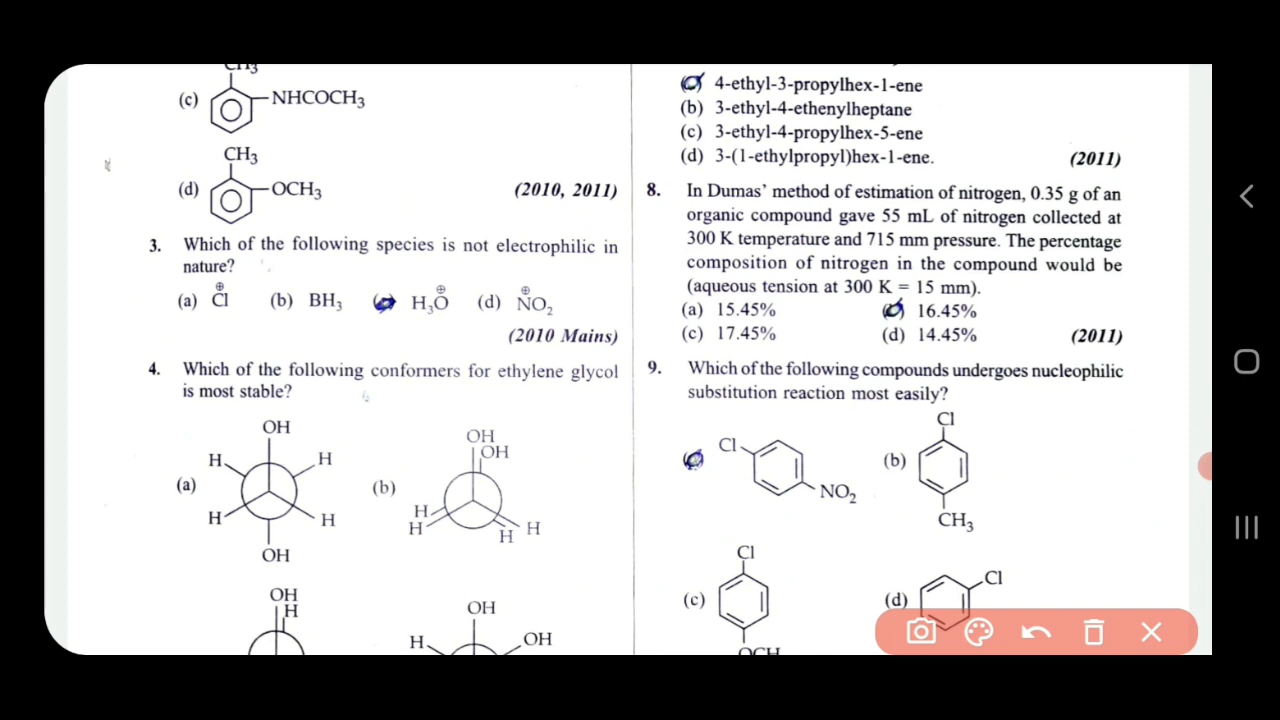 CH3
(c)
NHCOCH3
CH3
(d)
OCH3
(2010, 2011)
3. Which of the following species is not electrophilic in
nature?
(a) Cl⊕ (b) BH3 H3O⊕ (d) NO2⊕
(2010 Mains)
4. Which of the following conformers for ethylene glycol
is most stable?
(a)
OH
H H
H H
OH
(b)
OH
OH
H
H
H H
OH
H
OH
H
OH
4-ethyl-3-propylhex-1-ene
(b) 3-ethyl-4-ethenylheptane
(c) 3-ethyl-4-propylhex-5-ene
(d) 3-(1-ethylpropyl)hex-1-ene.
(2011)
8. In Dumas’ method of estimation of nitrogen, 0.35 g of an
organic compound gave 55 mL of nitrogen collected at
300 K temperature and 715 mm pressure. The percentage
composition of nitrogen in the compound would be
(aqueous tension at 300 K = 15 mm).
(a) 15.45% 16.45%
(c) 17.45% (d) 14.45% (2011)
9. Which of the following compounds undergoes nucleophilic
substitution reaction most easily?
Cl
NO2
(b)
Cl
CH3
(c)
Cl
(d)
Cl